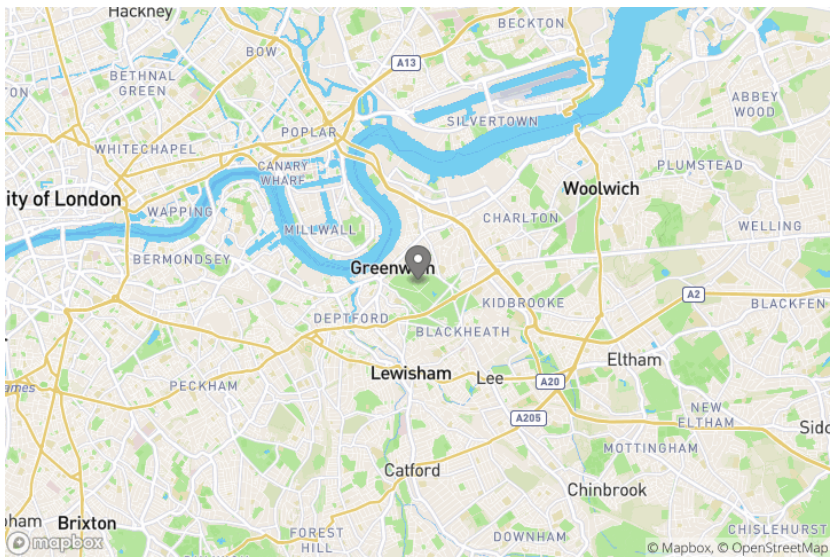 Hackney
BECKTON
BOW
A13
BETHNAL
GREEN
ABBEY
WOOD
SILVERTOWN
POPLAR
WHITECHAPEL
CANARY
WHARF
PLUMSTEAD
Woolwich
City of London
WAPPING
CHARLTON
WELLING
MILLWALL
BERMONDSEY
Greenwich
A2
KIDBROOKE
BLACKFEN
DEPTFORD
BLACKHEATH
Eltham
Lewisham
Lee
A20
PECKHAM
NEW
ELTHAM
A205
MOTTINGHAM
Catford
Chinbrook
Brixton
FOREST
HILL
DOWNHAM
CHISLEHURST
mapbox
© Mapbox, © OpenStreetMap